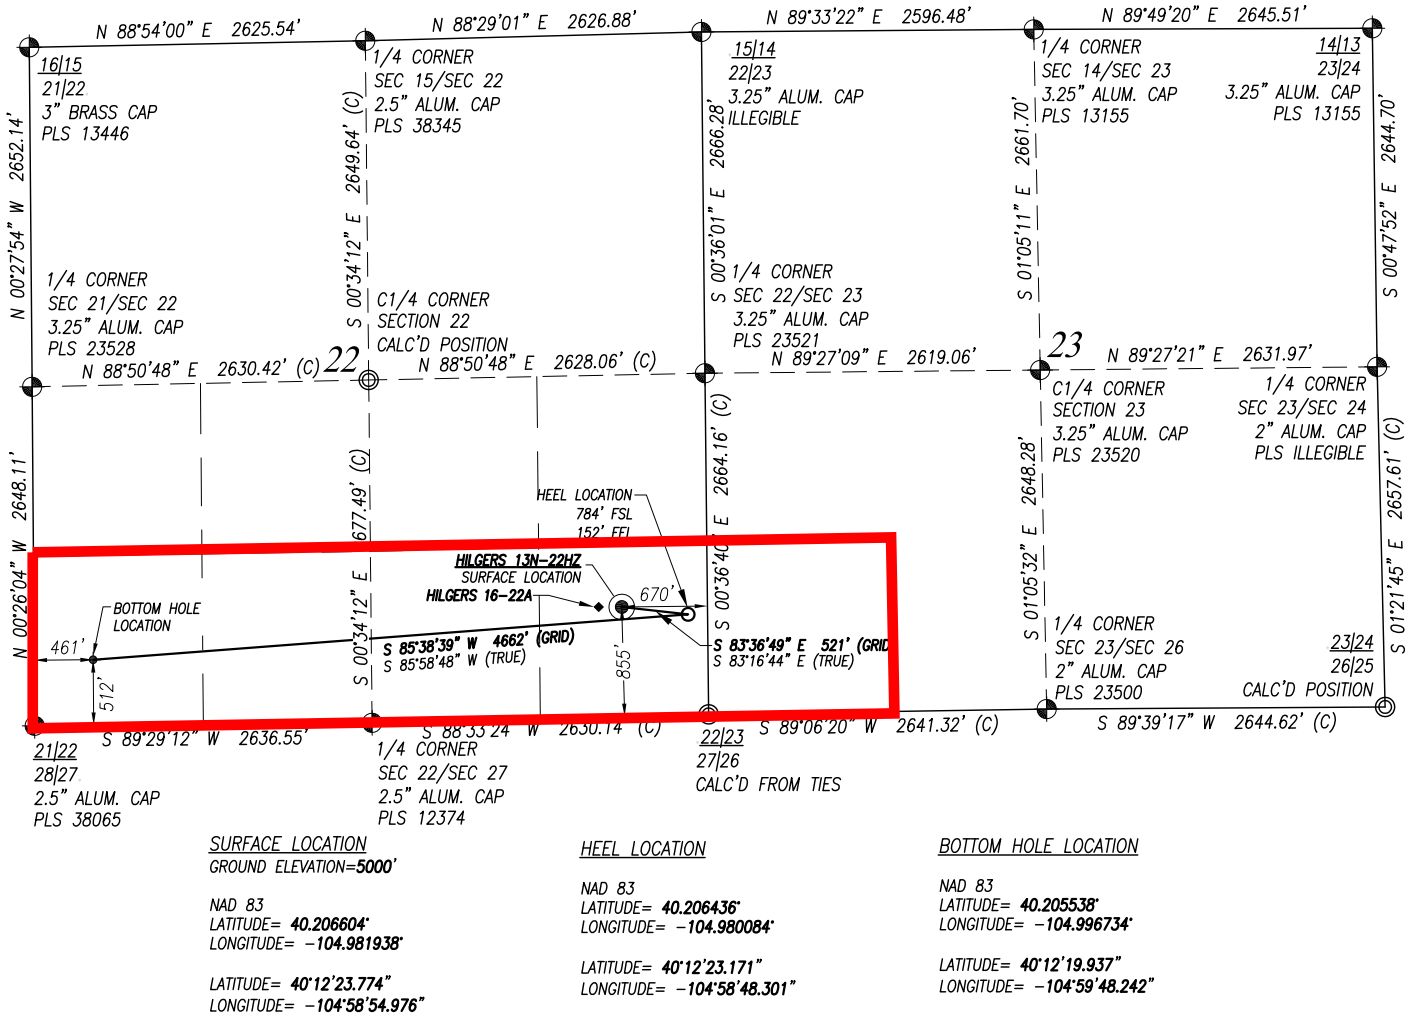 N 88°54'00" E 2625.54'
N 88°29'01" E 2626.88'
N 89°33'22" E 2596.48'
N 89°49'20" E 2645.51'
16|15
21|22
3" BRASS CAP
PLS 13446
1/4 CORNER
SEC 15/SEC 22
2.5" ALUM. CAP
PLS 38345
15|14
22|23
3.25" ALUM. CAP
ILLEGIBLE
1/4 CORNER
SEC 14/SEC 23
3.25" ALUM. CAP
PLS 13155
14|13
23|24
3.25" ALUM. CAP
PLS 13155
N 00°27'54" W 2652.14'
S 00°34'12" E 2649.64' (C)
S 00°36'01" E 2666.28'
S 01°05'11" E 2661.70'
S 00°47'52" E 2644.70'
1/4 CORNER
SEC 21/SEC 22
3.25" ALUM. CAP
PLS 23528
C1/4 CORNER
SECTION 22
CALC'D POSITION
1/4 CORNER
SEC 22/SEC 23
3.25" ALUM. CAP
PLS 23521
N 88°50'48" E 2630.42' (C)
22
N 88°50'48" E 2628.06' (C)
N 89°27'09" E 2619.06'
23
N 89°27'21" E 2631.97'
C1/4 CORNER
SECTION 23
3.25" ALUM. CAP
PLS 23520
1/4 CORNER
SEC 23/SEC 24
2" ALUM. CAP
PLS ILLEGIBLE
N 00°26'04" W 2648.11'
S 00°34'12" E 677.49' (C)
S 00°36'40" E 2664.16' (C)
S 01°05'32" E 2648.28'
S 01°21'45" E 2657.61' (C)
HEEL LOCATION
784' FSL
152' FEL
HILGERS 13N-22HZ
SURFACE LOCATION
HILGERS 16-22A
670'
BOTTOM HOLE
LOCATION
461'
512'
855'
S 85°38'39" W 4662' (GRID)
S 85°58'48" W (TRUE)
S 83°36'49" E 521' (GRID
S 83°16'44" E (TRUE)
1/4 CORNER
SEC 23/SEC 26
2" ALUM. CAP
PLS 23500
23|24
26|25
CALC'D POSITION
S 89°29'12" W 2636.55'
S 88°33'24 W 2630.14' (C)
S 89°06'20" W 2641.32' (C)
S 89°39'17" W 2644.62' (C)
21|22
28|27
2.5" ALUM. CAP
PLS 38065
1/4 CORNER
SEC 22/SEC 27
2.5" ALUM. CAP
PLS 12374
22|23
27|26
CALC'D FROM TIES
SURFACE LOCATION
GROUND ELEVATION=5000'
NAD 83
LATITUDE= 40.206604°
LONGITUDE= -104.981938°
LATITUDE= 40°12'23.774"
LONGITUDE= -104°58'54.976"
HEEL LOCATION
NAD 83
LATITUDE= 40.206436°
LONGITUDE= -104.980084°
LATITUDE= 40°12'23.171"
LONGITUDE= -104°58'48.301"
BOTTOM HOLE LOCATION
NAD 83
LATITUDE= 40.205538°
LONGITUDE= -104.996734°
LATITUDE= 40°12'19.937"
LONGITUDE= -104°59'48.242"